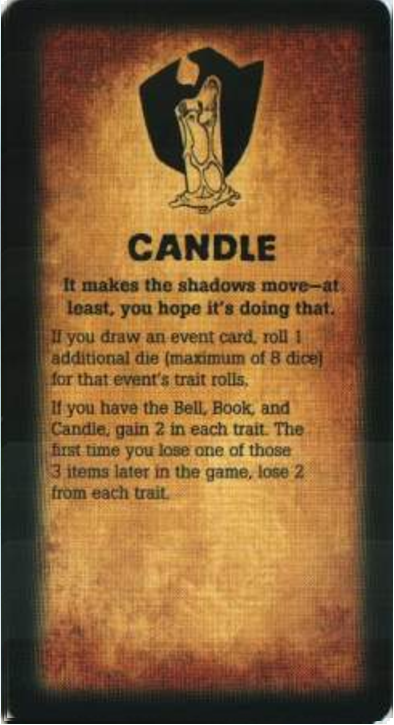 CANDLE
It makes the shadows move—at
least, you hope it's doing that.
If you draw an event card, roll 1
additional die (maximum of 8 dice)
for that event's trait rolls.
If you have the Bell, Book, and
Candle, gain 2 in each trait. The
first time you lose one of those
3 items later in the game, lose 2
from each trait.